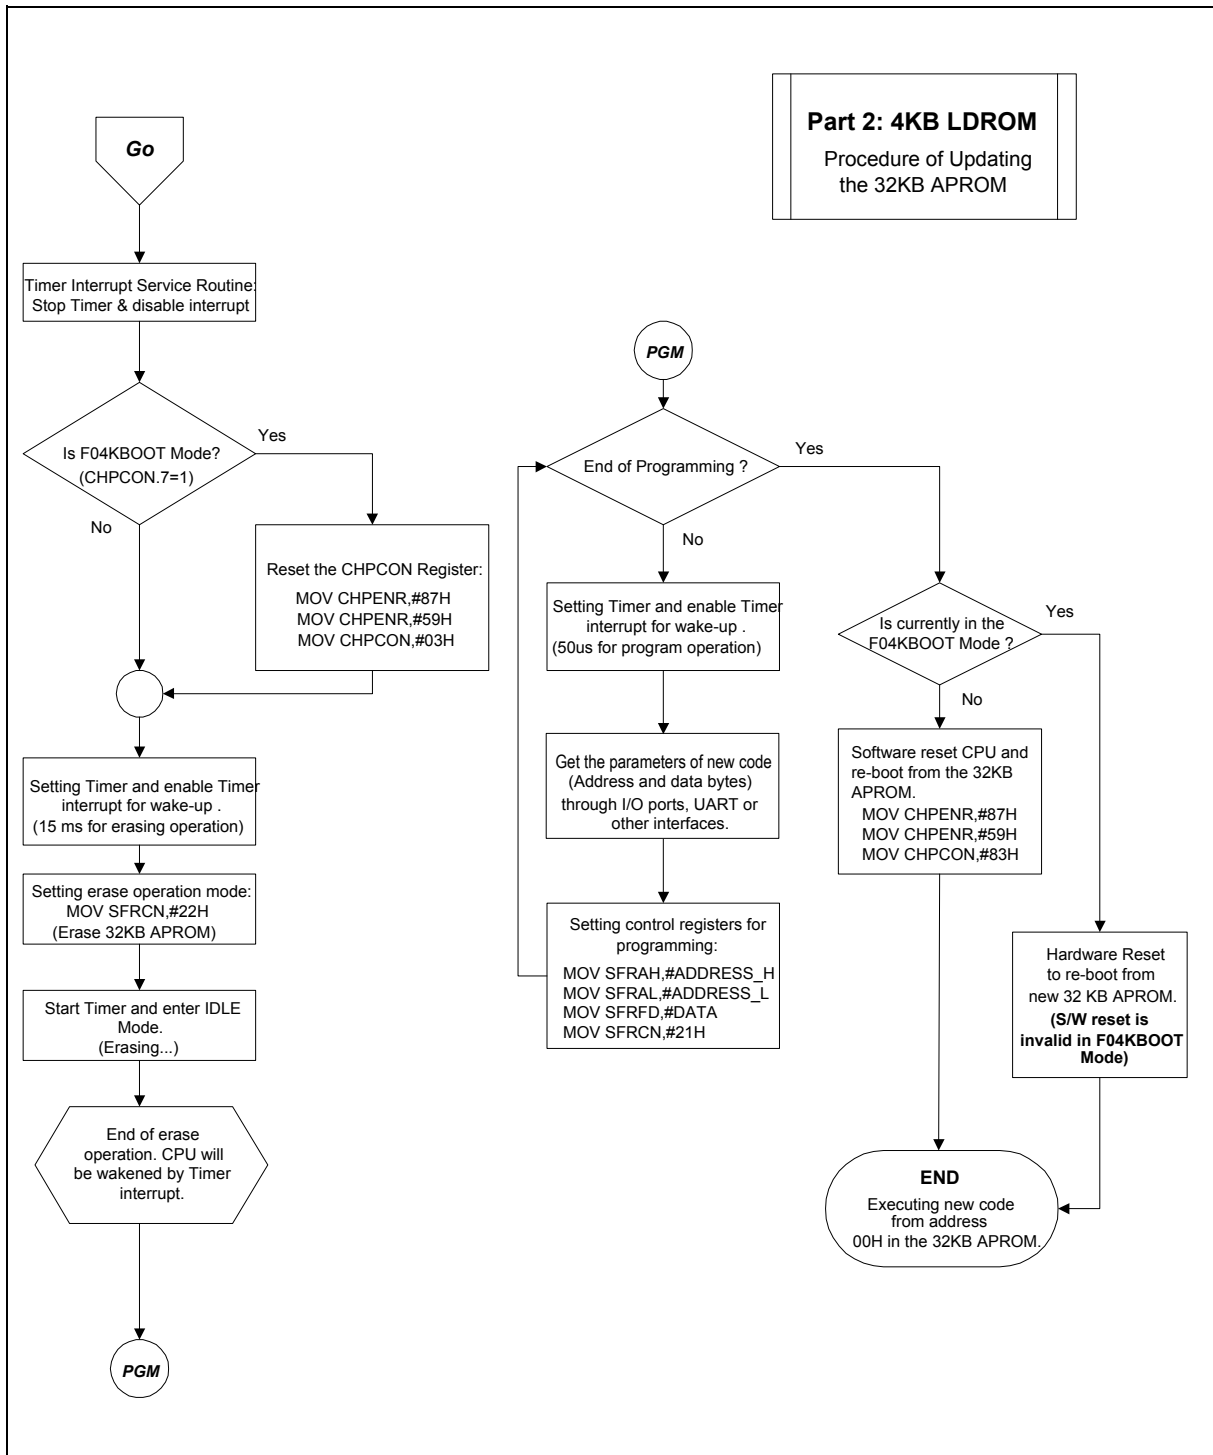 Part 2: 4KB LDROM
Procedure of Updating
the 32KB APROM
Go
Timer Interrupt Service Routine:
Stop Timer & disable interrupt
Is F04KBOOT Mode?
(CHPCON.7=1)
Yes
No
Reset the CHPCON Register:
MOV CHPENR,#87H
MOV CHPENR,#59H
MOV CHPCON,#03H
Setting Timer and enable Timer
interrupt for wake-up .
(15 ms for erasing operation)
Setting erase operation mode:
MOV SFRCN,#22H
(Erase 32KB APROM)
Start Timer and enter IDLE
Mode.
(Erasing...)
End of erase
operation. CPU will
be wakened by Timer
interrupt.
PGM
PGM
End of Programming ?
Yes
No
Setting Timer and enable Timer
interrupt for wake-up .
(50us for program operation)
Get the parameters of new code
(Address and data bytes)
through I/O ports, UART or
other interfaces.
Setting control registers for
programming:
MOV SFRAH,#ADDRESS_H
MOV SFRAL,#ADDRESS_L
MOV SFRFD,#DATA
MOV SFRCN,#21H
Is currently in the
F04KBOOT Mode ?
Yes
No
Software reset CPU and
re-boot from the 32KB
APROM.
MOV CHPENR,#87H
MOV CHPENR,#59H
MOV CHPCON,#83H
Hardware Reset
to re-boot from
new 32 KB APROM.
(S/W reset is
invalid in F04KBOOT
Mode)
END
Executing new code
from address
00H in the 32KB APROM.